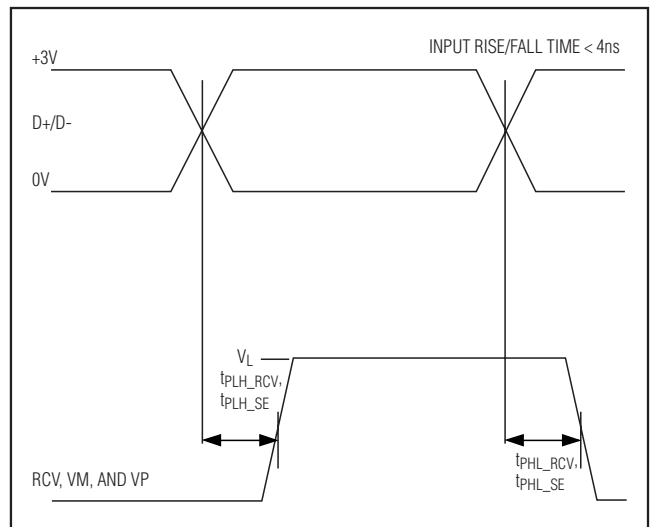 INPUT RISE/FALL TIME < 4ns
+3V
D+/D-
0V
VL
tPLH_RCV,
tPLH_SE
tPHL_RCV,
tPHL_SE
RCV, VM, AND VP